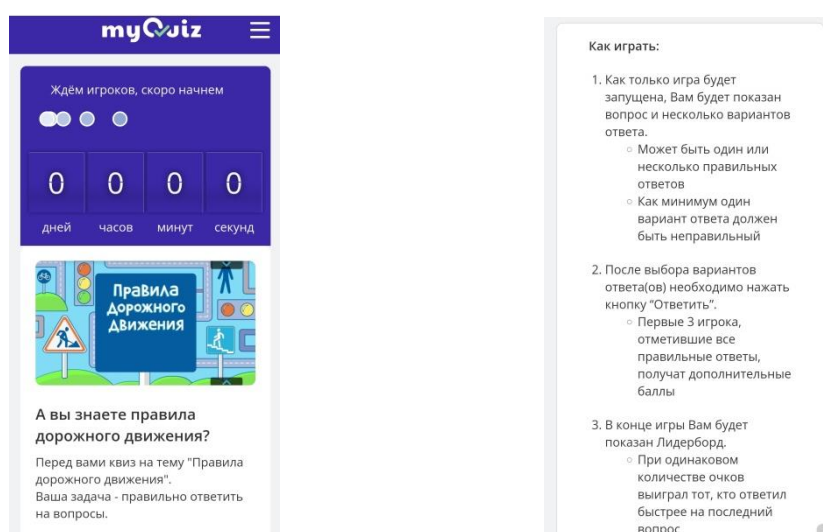 myQuiz
Ждём игроков, скоро начнем
0 0 0 0
дней часов минут секунд
Правила
Дорожного
Движения
А вы знаете правила
дорожного движения?
Перед вами квиз на тему "Правила
дорожного движения".
Ваша задача - правильно ответить
на вопросы.
Как играть:
1. Как только игра будет
запущена, Вам будет показан
вопрос и несколько вариантов
ответа.
○ Может быть один или
несколько правильных
ответов
○ Как минимум один
вариант ответа должен
быть неправильный
2. После выбора вариантов
ответа(ов) необходимо нажать
кнопку “Ответить”.
○ Первые 3 игрока,
отметившие все
правильные ответы,
получат дополнительные
баллы
3. В конце игры Вам будет
показан Лидерборд.
○ При одинаковом
количестве очков
выиграл тот, кто ответил
быстрее на последний
вопрос